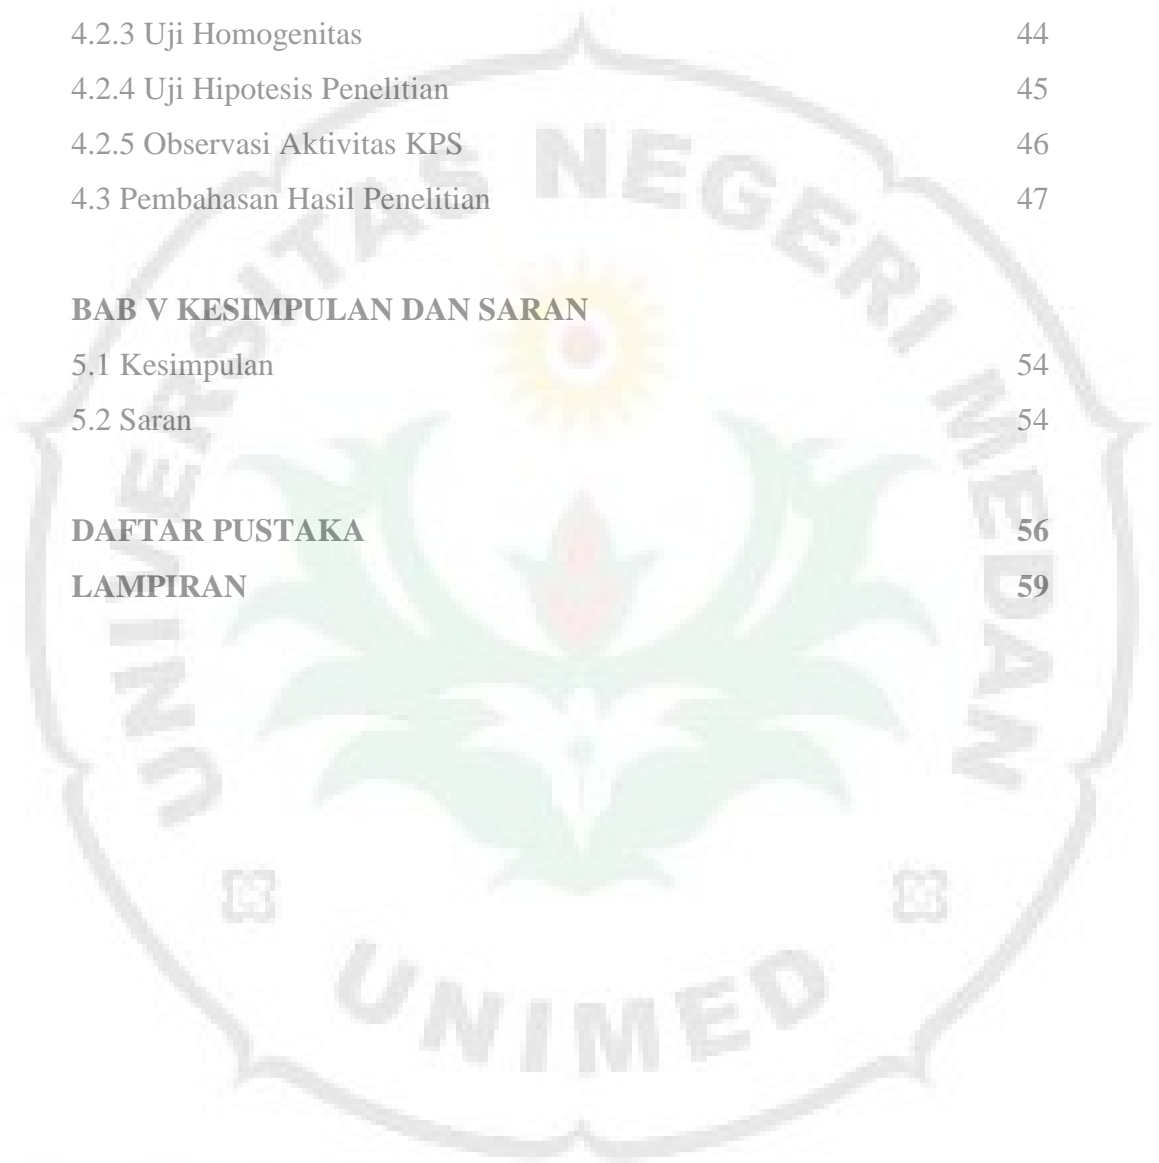 4.2.3 Uji Homogenitas 44
4.2.4 Uji Hipotesis Penelitian 45
4.2.5 Observasi Aktivitas KPS 46
4.3 Pembahasan Hasil Penelitian 47
BAB V KESIMPULAN DAN SARAN
5.1 Kesimpulan 54
5.2 Saran 54
DAFTAR PUSTAKA 56
LAMPIRAN 59
UNIVERSITAS NEGERI MEDAN
UNIMED